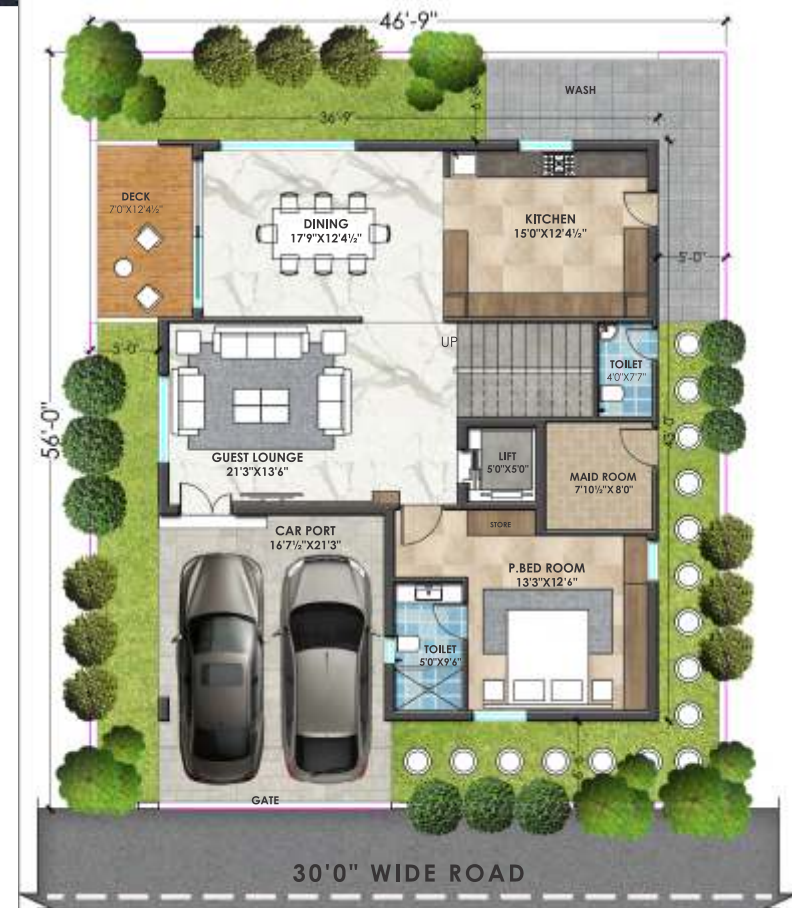 46'-9"
WASH
36'-9"
DECK
7'0"X12'4½"
DINING
17'9"X12'4½"
KITCHEN
15'0"X12'4½"
5'-0"
UP
5'-0"
TOILET
4'0"X7'7"
56'-0"
GUEST LOUNGE
21'3"X13'6"
LIFT
5'0"X5'0"
MAID ROOM
7'10½"X8'0"
STORE
CAR PORT
16'7½"X21'3"
P.BED ROOM
13'3"X12'6"
TOILET
5'0"X9'6"
GATE
30'0" WIDE ROAD